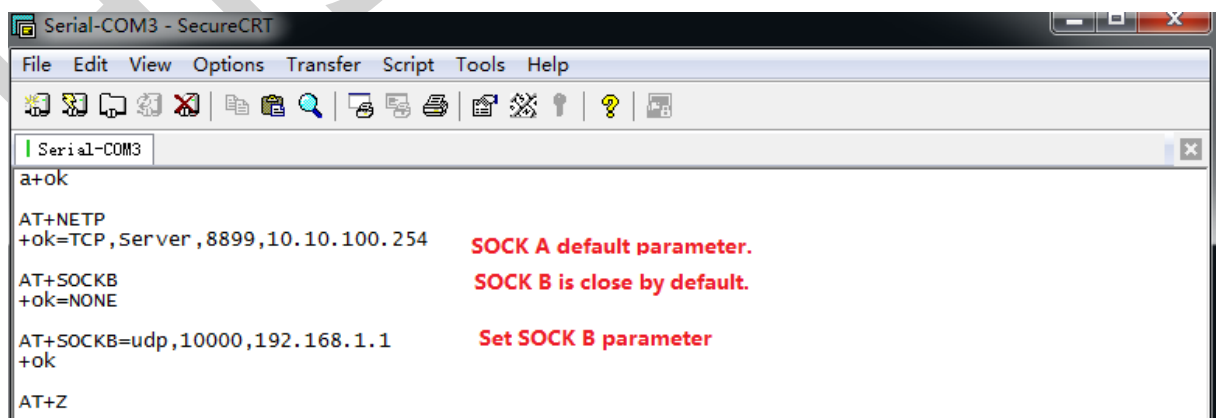 Serial-COM3 - SecureCRT
File Edit View Options Transfer Script Tools Help
Serial-COM3
a+ok
AT+NETP
+ok=TCP,Server,8899,10.10.100.254
SOCK A default parameter.
AT+SOCKB
SOCK B is close by default.
+ok=NONE
AT+SOCKB=udp,10000,192.168.1.1
Set SOCK B parameter
+ok
AT+Z